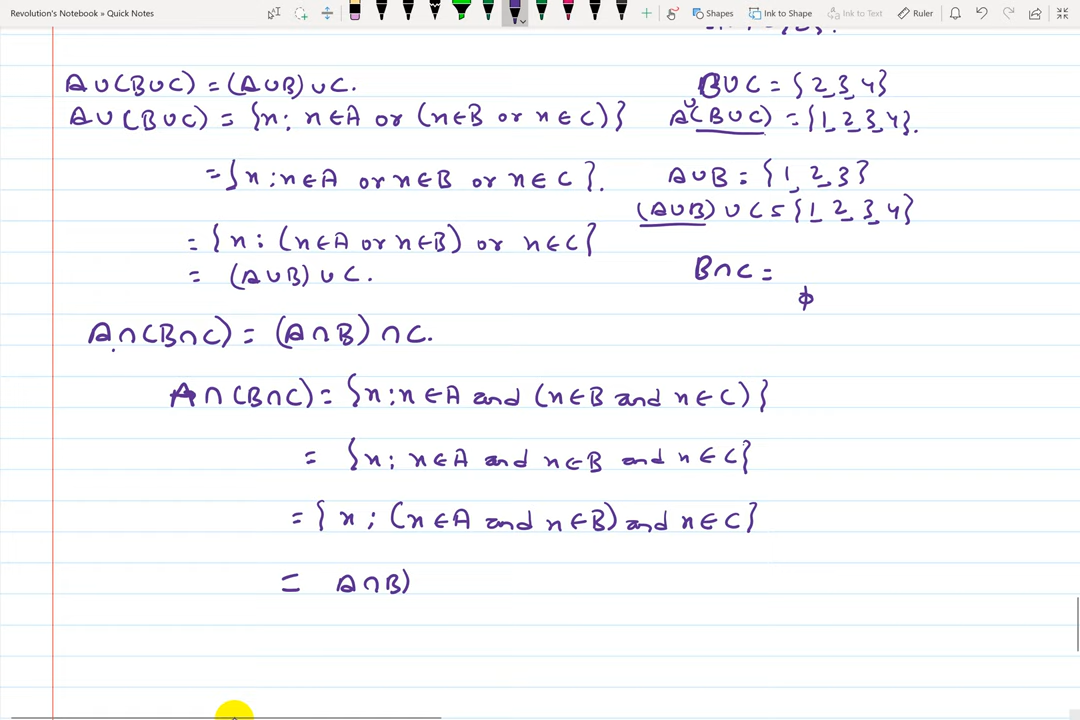 Revolution's Notebook » Quick Notes
Shapes
Ink to Shape
Ink to Text
Ruler
A∪(B∪C) = (A∪B)∪C.
A∪(B∪C) = {n; n∈A or (n∈B or n∈C)}
= {n : n∈A or n∈B or n∈C}.
= {n : (n∈A or n∈B) or n∈C}
= (A∪B)∪C.
B∪C = {2, 3, 4}
A∪(B∪C) = {1, 2, 3, 4}.
A∪B = {1, 2, 3}
(A∪B)∪C = {1, 2, 3, 4}
B∩C =
ϕ
A∩(B∩C) = (A∩B)∩C.
A∩(B∩C) = {n : n∈A and (n∈B and n∈C)}
= {n ; n∈A and n∈B and n∈C}
= {n ; (n∈A and n∈B) and n∈C}
= A∩B)